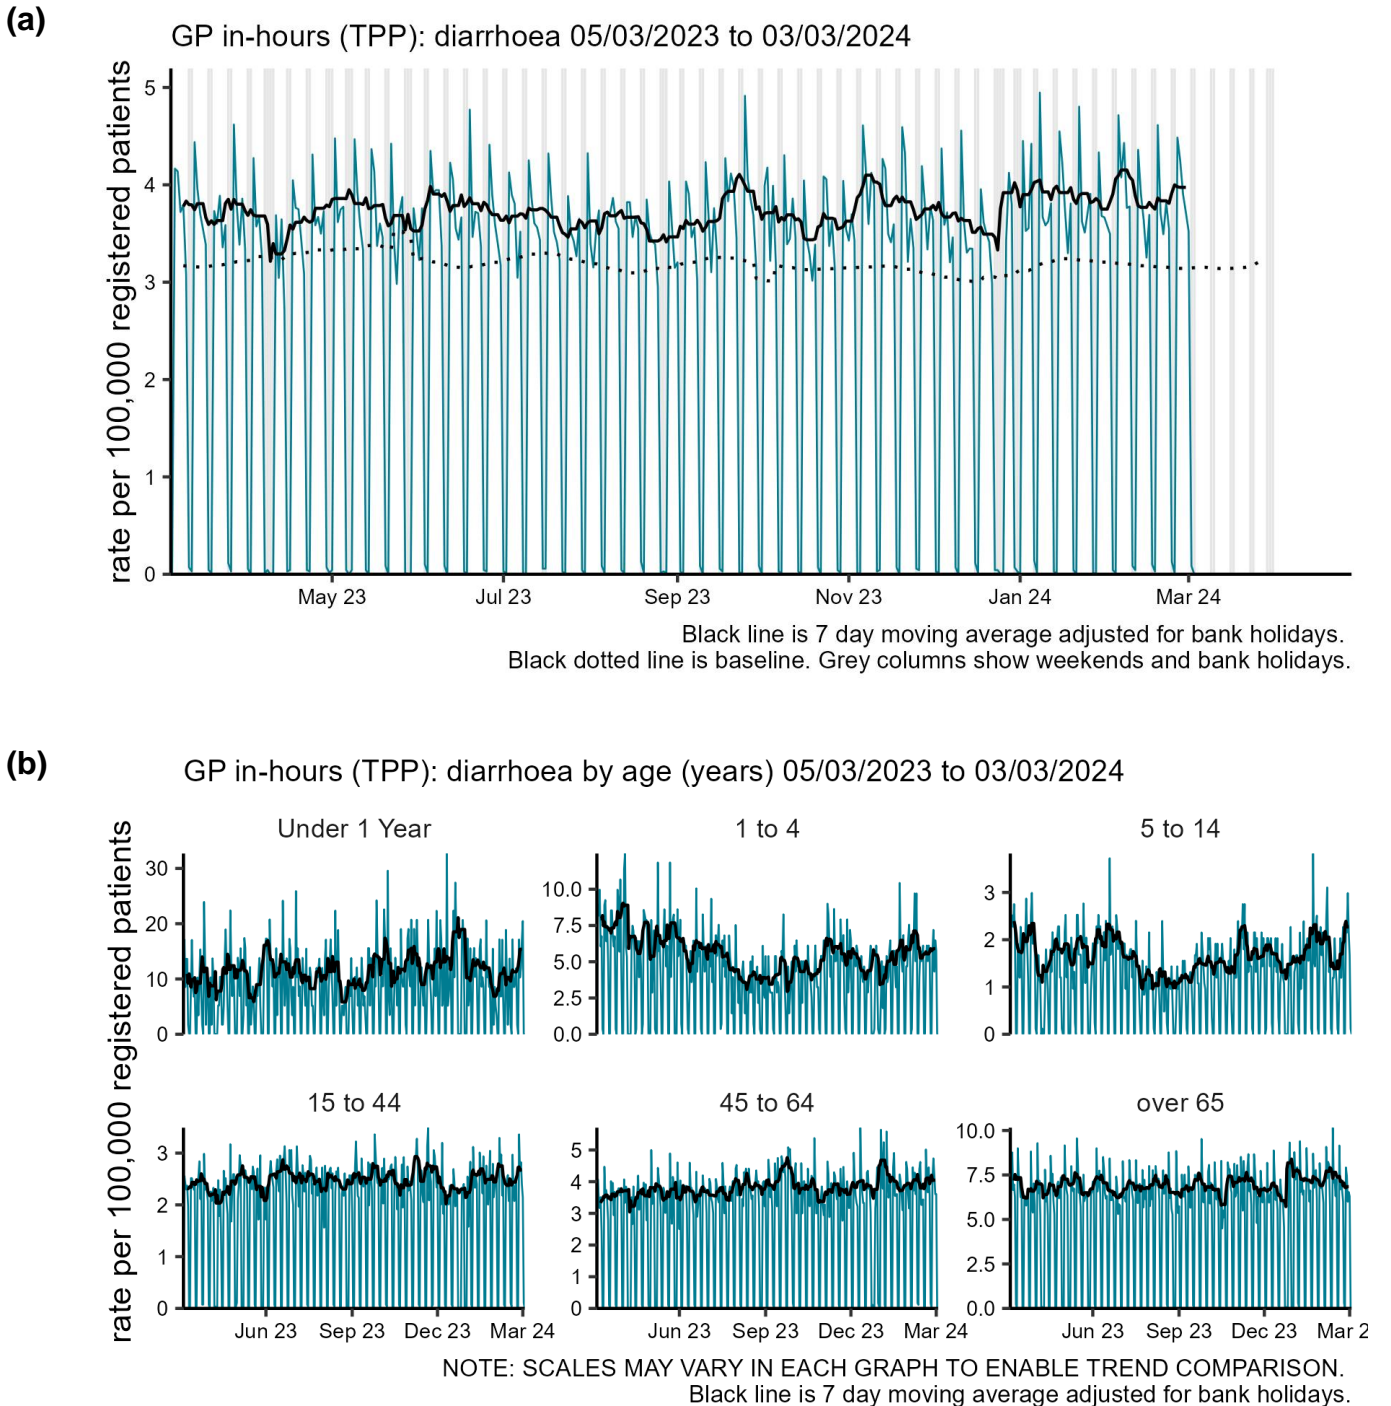 (a)
GP in-hours (TPP): diarrhoea 05/03/2023 to 03/03/2024
rate per 100,000 registered patients
5
4
3
2
1
0
May 23 Jul 23 Sep 23 Nov 23 Jan 24 Mar 24
Black line is 7 day moving average adjusted for bank holidays.
Black dotted line is baseline. Grey columns show weekends and bank holidays.
(b)
GP in-hours (TPP): diarrhoea by age (years) 05/03/2023 to 03/03/2024
rate per 100,000 registered patients
Under 1 Year
30
20
10
0
1 to 4
10.0
7.5
5.0
2.5
0.0
5 to 14
3
2
1
0
15 to 44
3
2
1
0
Jun 23 Sep 23 Dec 23 Mar 24
45 to 64
5
4
3
2
1
0
Jun 23 Sep 23 Dec 23 Mar 24
over 65
10.0
7.5
5.0
2.5
0.0
Jun 23 Sep 23 Dec 23 Mar 2
NOTE: SCALES MAY VARY IN EACH GRAPH TO ENABLE TREND COMPARISON.
Black line is 7 day moving average adjusted for bank holidays.